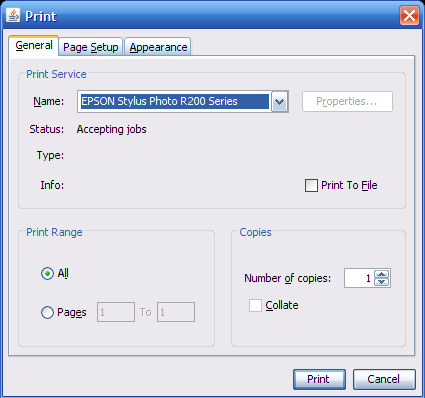 Print
General Page Setup Appearance
Print Service
Name: EPSON Stylus Photo R200 Series Properties...
Status: Accepting jobs
Type:
Info: Print To File
Print Range
All
Pages 1 To 1
Copies
Number of copies: 1
Collate
Print Cancel